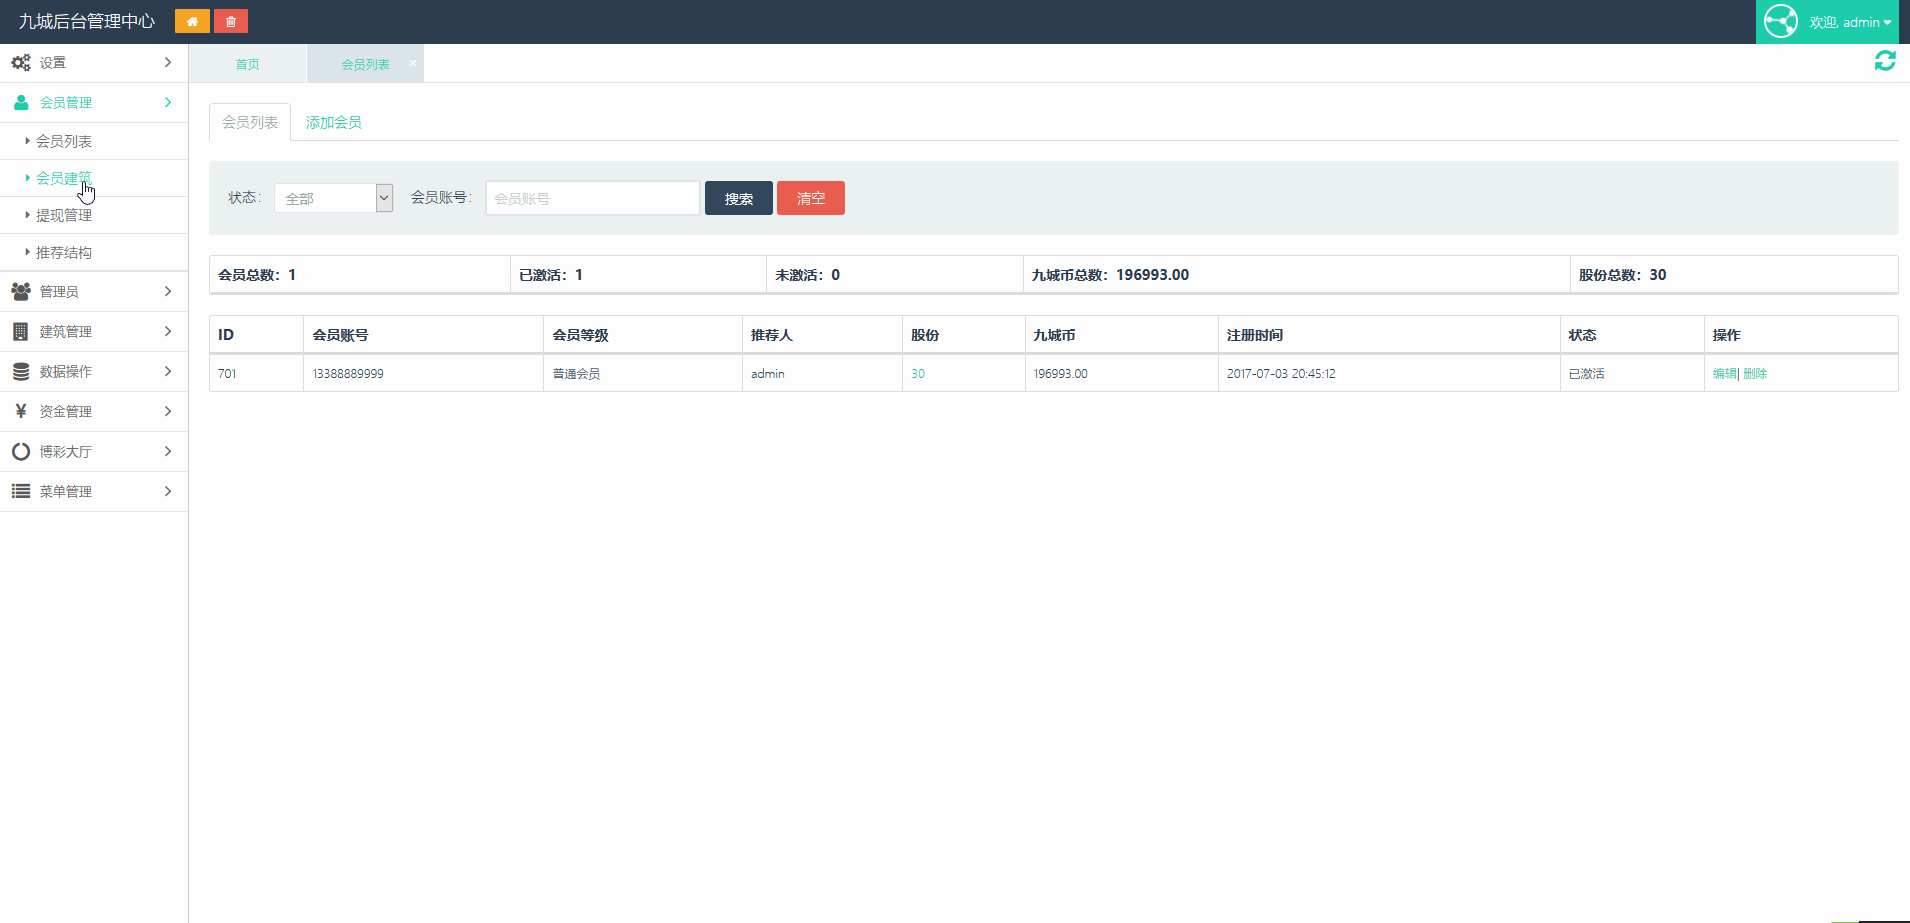 九城后台管理中心
欢迎, admin
设置
会员管理
会员列表
会员建筑
提现管理
推荐结构
管理员
建筑管理
数据操作
资金管理
博彩大厅
菜单管理
首页 会员列表 ×
会员列表 添加会员
状态: 全部 会员账号: 会员账号 搜索 清空
会员总数：1 已激活：1 未激活：0 九城币总数：196993.00 股份总数：30
ID 会员账号 会员等级 推荐人 股份 九城币 注册时间 状态 操作
701 13388889999 普通会员 admin 30 196993.00 2017-07-03 20:45:12 已激活 编辑| 删除